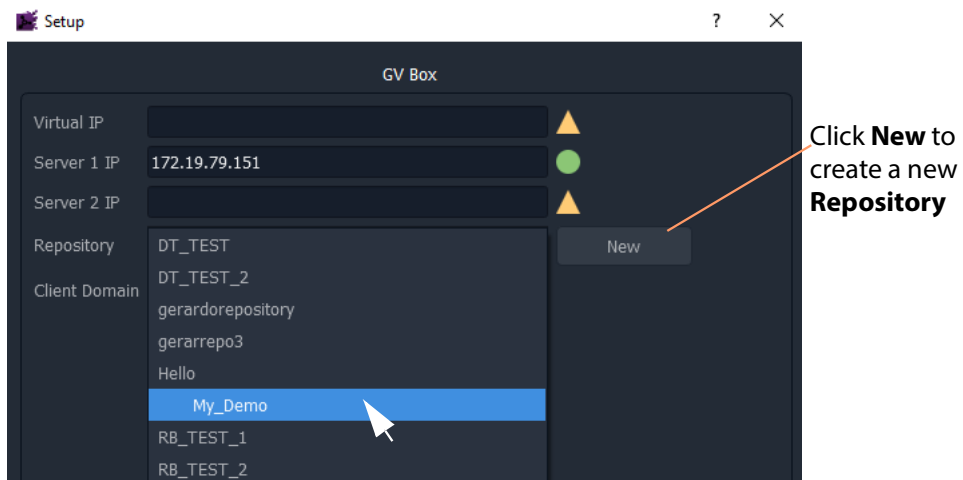 Setup
?
GV Box
Virtual IP
Server 1 IP 172.19.79.151
Server 2 IP
Repository
New
Client Domain
DT_TEST
DT_TEST_2
gerardorepository
gerarrepo3
Hello
My_Demo
RB_TEST_1
RB_TEST_2
Click New to
create a new
Repository